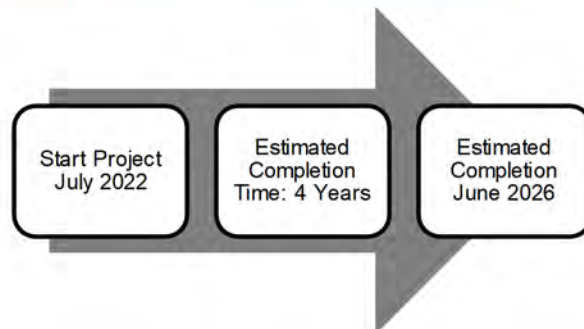 Start Project
July 2022
Estimated
Completion
Time: 4 Years
Estimated
Completion
June 2026